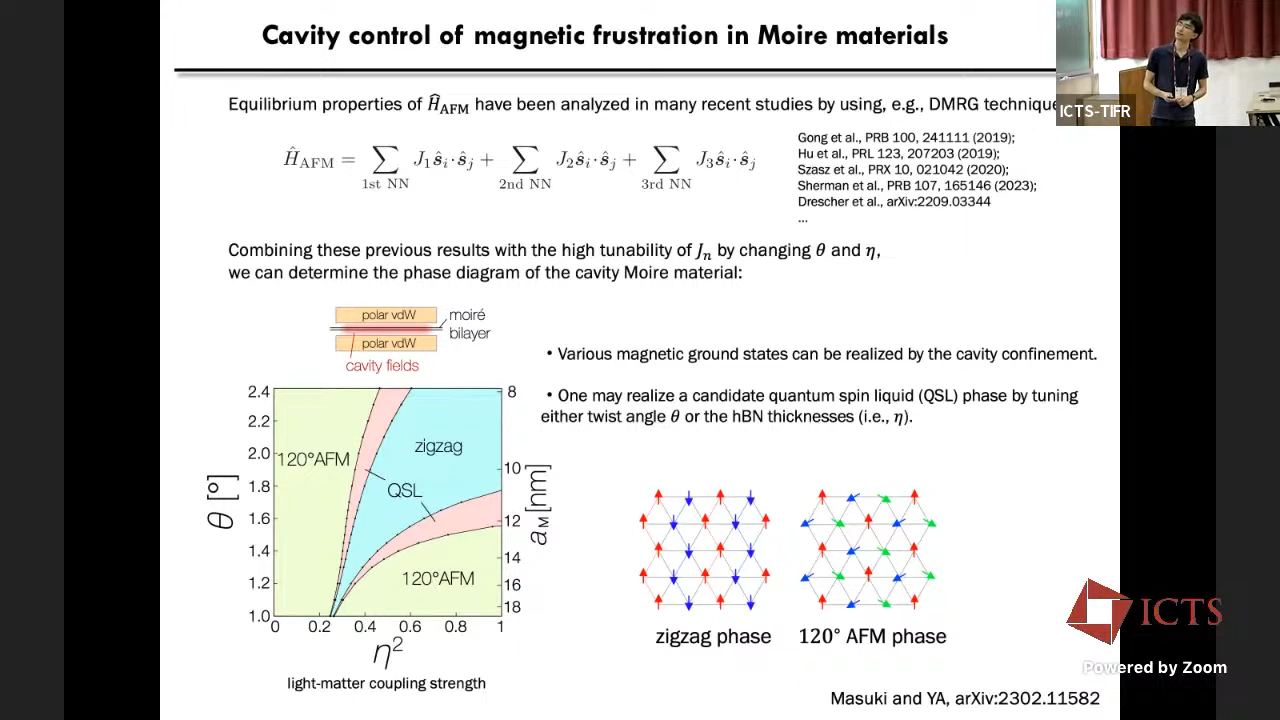 Cavity control of magnetic frustration in Moire materials
ICTS-TIFR
Equilibrium properties of Ĥ_AFM have been analyzed in many recent studies by using, e.g., DMRG technique
Ĥ_AFM = ∑_{1st NN} J₁ŝᵢ·ŝⱼ + ∑_{2nd NN} J₂ŝᵢ·ŝⱼ + ∑_{3rd NN} J₃ŝᵢ·ŝⱼ
Gong et al., PRB 100, 241111 (2019);
Hu et al., PRL 123, 207203 (2019);
Szasz et al., PRX 10, 021042 (2020);
Sherman et al., PRB 107, 165146 (2023);
Drescher et al., arXiv:2209.03344
...
Combining these previous results with the high tunability of Jₙ by changing θ and η,
we can determine the phase diagram of the cavity Moire material:
polar vdW
moiré
bilayer
polar vdW
cavity fields
• Various magnetic ground states can be realized by the cavity confinement.
• One may realize a candidate quantum spin liquid (QSL) phase by tuning
either twist angle θ or the hBN thicknesses (i.e., η).
2.4
2.2
2.0
1.8
1.6
1.4
1.2
1.0
θ [°]
120°AFM
zigzag
QSL
120°AFM
8
10
12
14
16
18
a_M [nm]
0 0.2 0.4 0.6 0.8 1
η²
light-matter coupling strength
zigzag phase
120° AFM phase
ICTS
Powered by Zoom
Masuki and YA, arXiv:2302.11582